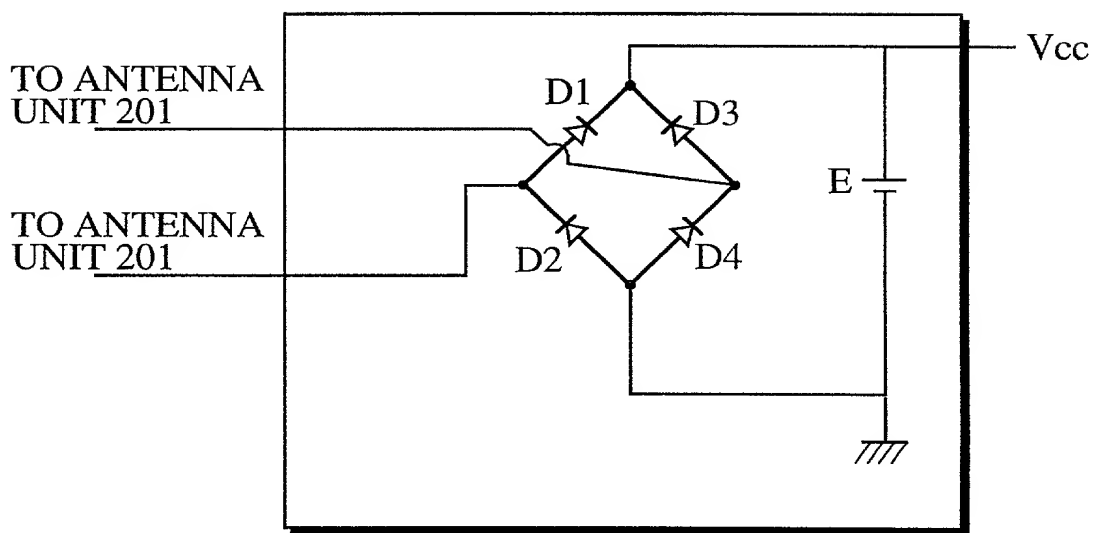 Vcc
TO ANTENNA
UNIT 201
D1
D3
E
TO ANTENNA
UNIT 201
D2
D4